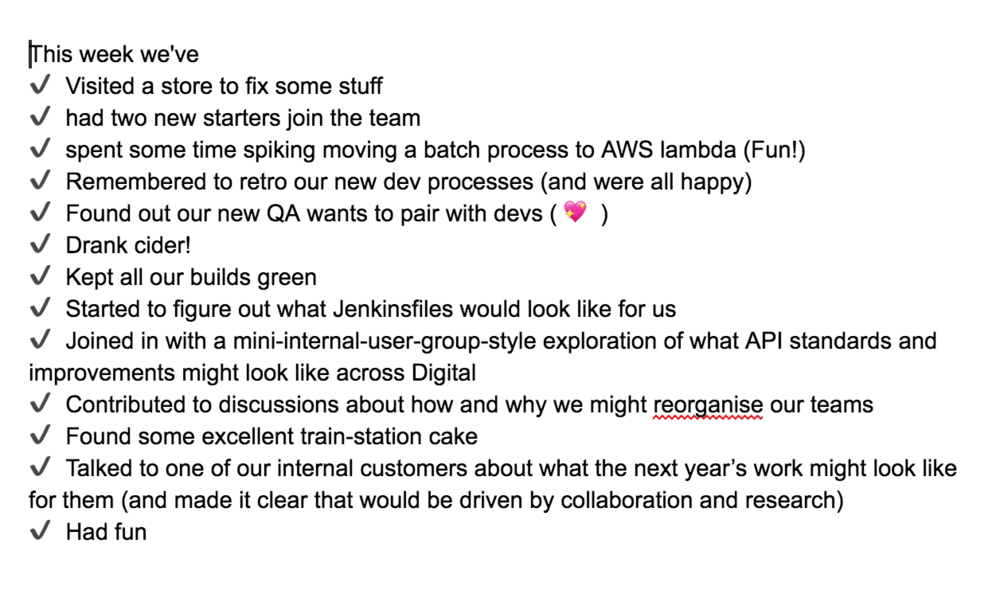 This week we've
✔ Visited a store to fix some stuff
✔ had two new starters join the team
✔ spent some time spiking moving a batch process to AWS lambda (Fun!)
✔ Remembered to retro our new dev processes (and were all happy)
✔ Found out our new QA wants to pair with devs ( 💖 )
✔ Drank cider!
✔ Kept all our builds green
✔ Started to figure out what Jenkinsfiles would look like for us
✔ Joined in with a mini-internal-user-group-style exploration of what API standards and
improvements might look like across Digital
✔ Contributed to discussions about how and why we might reorganise our teams
✔ Found some excellent train-station cake
✔ Talked to one of our internal customers about what the next year’s work might look like
for them (and made it clear that would be driven by collaboration and research)
✔ Had fun